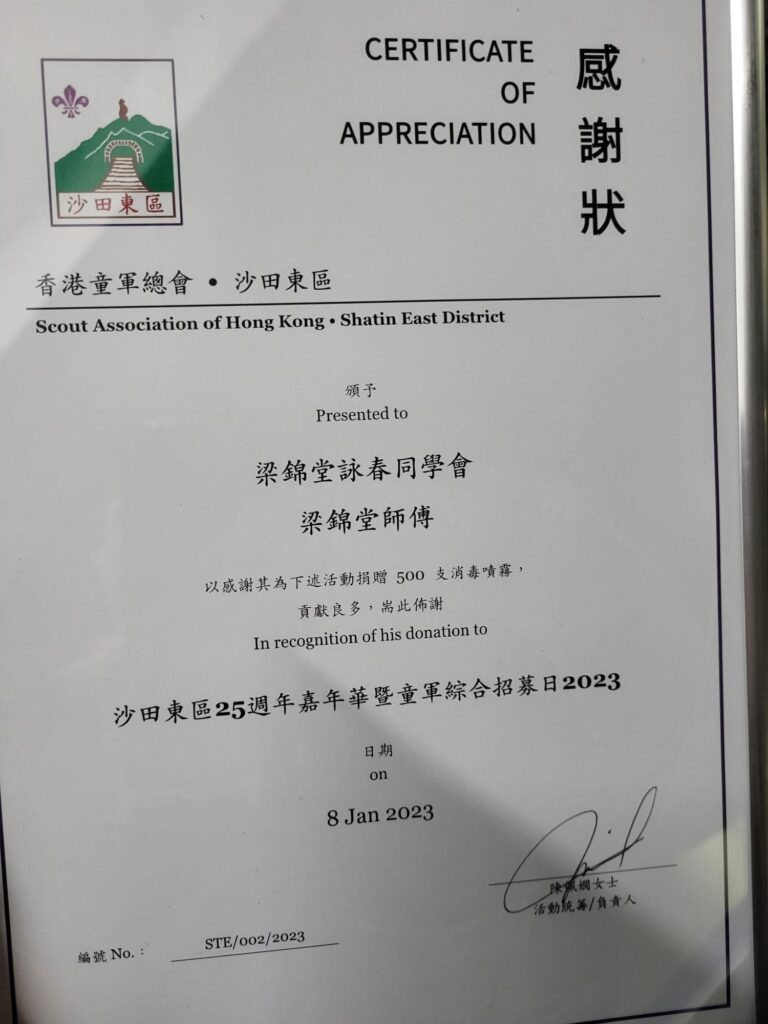 CERTIFICATE
OF
APPRECIATION
感謝狀
沙田東區
香港童軍總會 • 沙田東區
Scout Association of Hong Kong • Shatin East District
頒予
Presented to
梁錦堂詠春同學會
梁錦堂師傅
以感謝其為下述活動捐贈 500 支消毒噴霧，
貢獻良多，耑此佈謝
In recognition of his donation to
沙田東區25週年嘉年華暨童軍綜合招募日2023
日期
on
8 Jan 2023
陳佩嫺女士
活動統籌/負責人
編號 No.： STE/002/2023